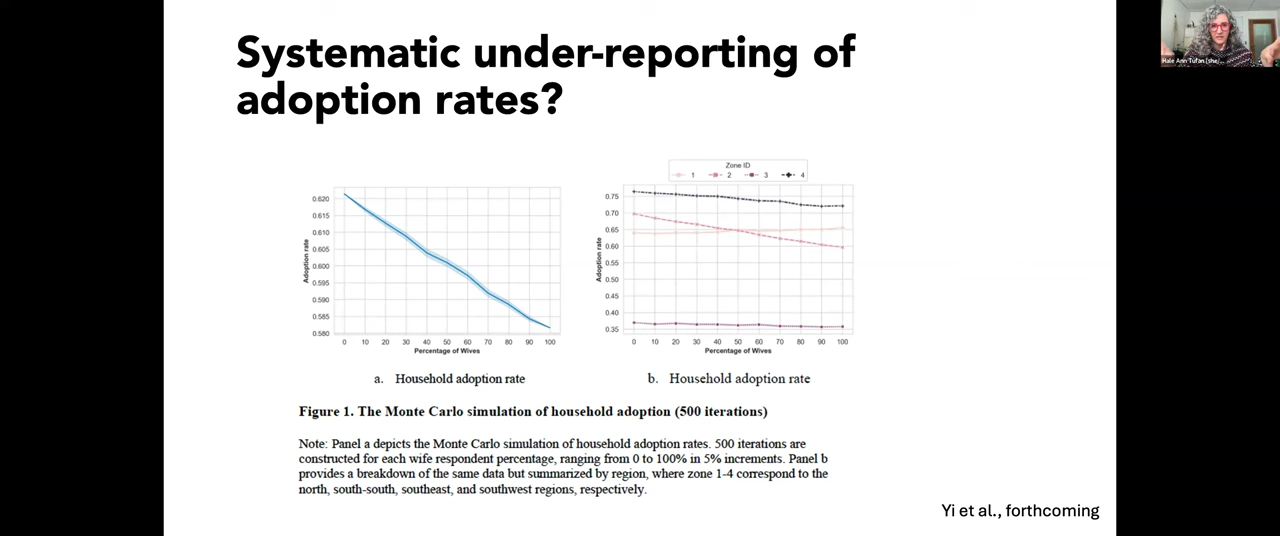 Systematic under-reporting of
adoption rates?
Hale Ann Tufan (she/...
Zone ID
1 2 3 4
0.620
0.615
0.610
0.605
0.600
0.595
0.590
0.585
0.580
Adoption rate
0 10 20 30 40 50 60 70 80 90 100
Percentage of Wives
0.75
0.70
0.65
0.60
0.55
0.50
0.45
0.40
0.35
Adoption rate
0 10 20 30 40 50 60 70 80 90 100
Percentage of Wives
a. Household adoption rate
b. Household adoption rate
Figure 1. The Monte Carlo simulation of household adoption (500 iterations)
Note: Panel a depicts the Monte Carlo simulation of household adoption rates. 500 iterations are
constructed for each wife respondent percentage, ranging from 0 to 100% in 5% increments. Panel b
provides a breakdown of the same data but summarized by region, where zone 1-4 correspond to the
north, south-south, southeast, and southwest regions, respectively.
Yi et al., forthcoming